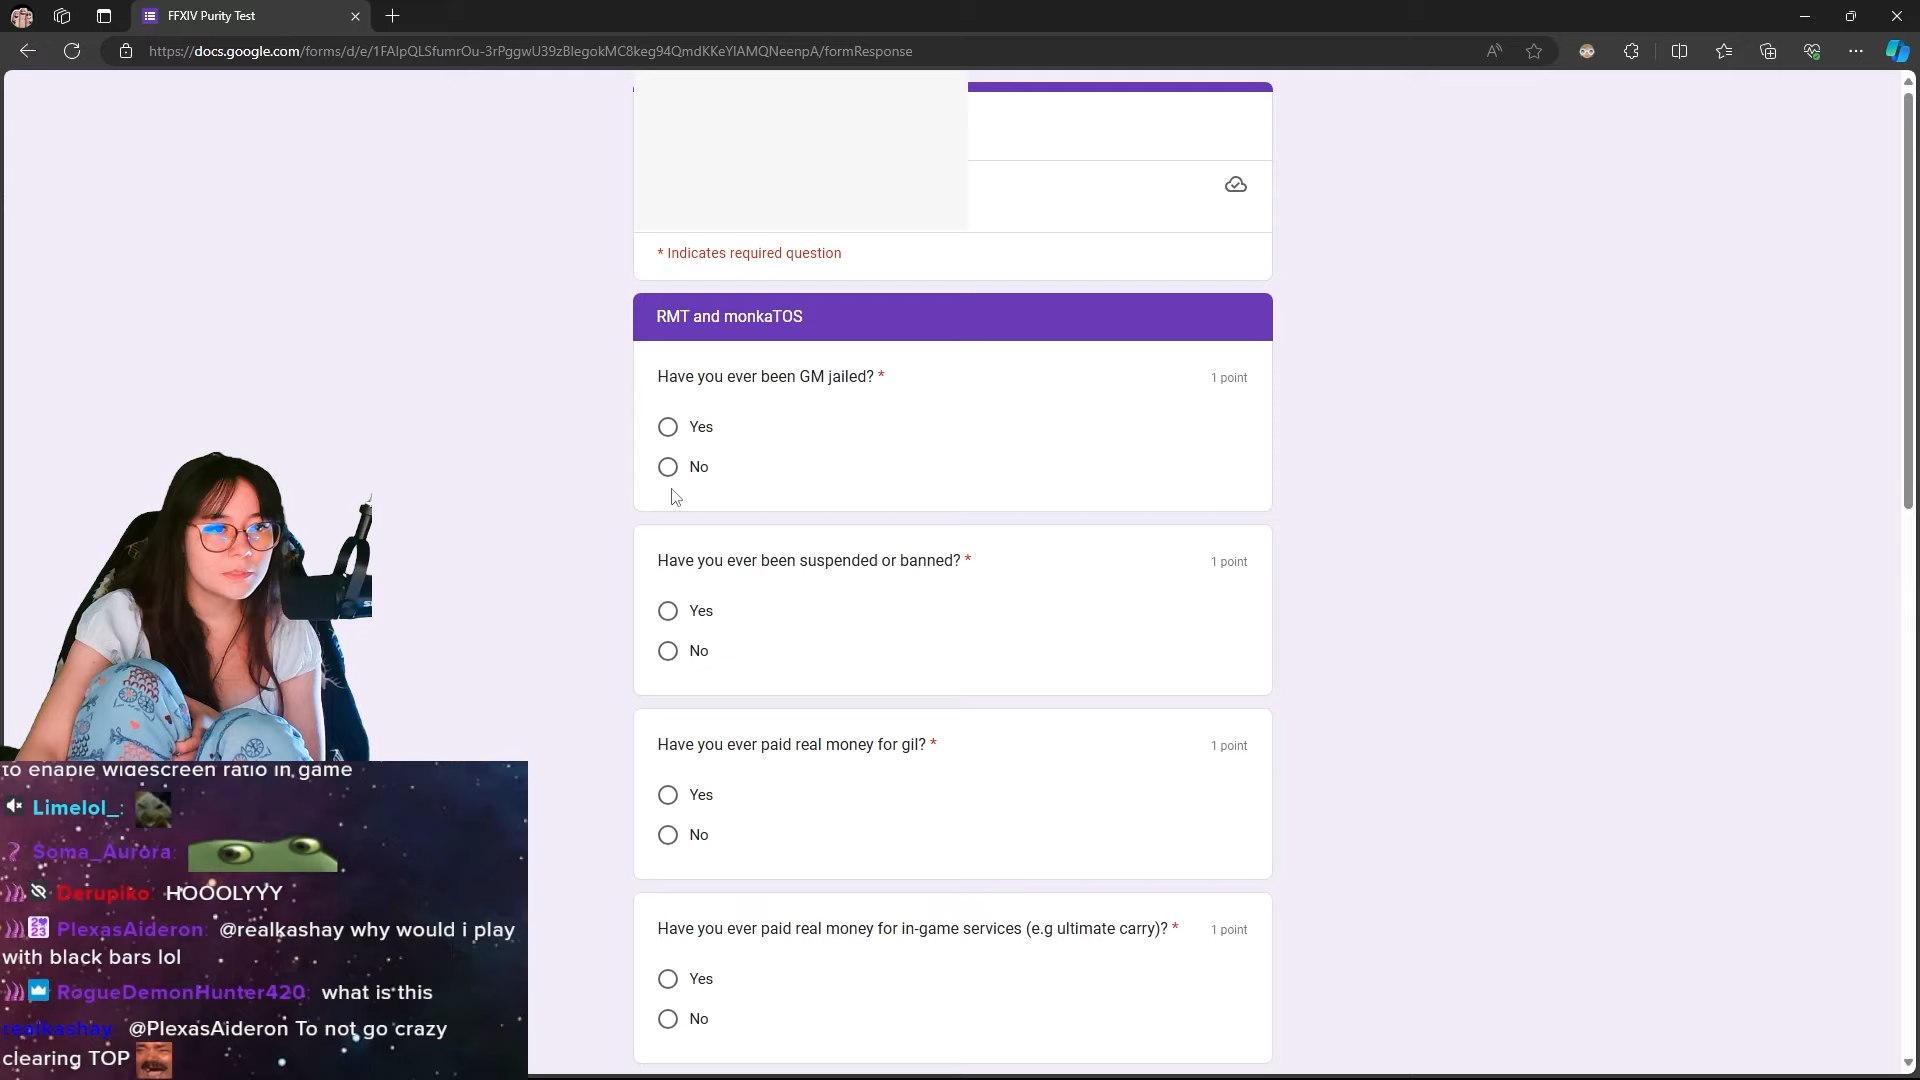 FFXIV Purity Test
https://docs.google.com/forms/d/e/1FAIpQLSfumrOu-3rPggwU39zBlegokMC8keg94QmdKKeYIAMQNeenpA/formResponse
* Indicates required question
RMT and monkaTOS
Have you ever been GM jailed? *
1 point
Yes
No
Have you ever been suspended or banned? *
1 point
Yes
No
Have you ever paid real money for gil? *
1 point
Yes
No
Have you ever paid real money for in-game services (e.g ultimate carry)? *
1 point
Yes
No
to enable widescreen ratio in game
Limelol_:
Soma_Aurora:
Derupiko: HOOOLYYY
PlexasAideron: @realkashay why would i play
with black bars lol
RogueDemonHunter420: what is this
realkashay: @PlexasAideron To not go crazy
clearing TOP